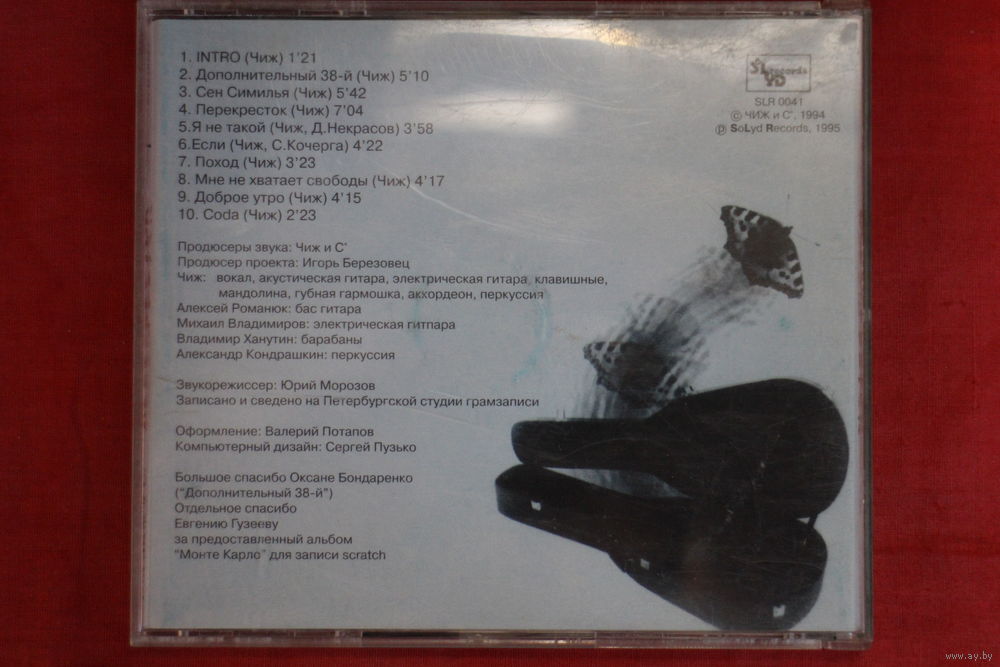 1. INTRO (Чиж) 1'21
2. Дополнительный 38-й (Чиж) 5'10
3. Сен Симилья (Чиж) 5'42
4. Перекресток (Чиж) 7'04
5.Я не такой (Чиж, Д.Некрасов) 3'58
6.Если (Чиж, С.Кочерга) 4'22
7. Поход (Чиж) 3'23
8. Мне не хватает свободы (Чиж) 4'17
9. Доброе утро (Чиж) 4'15
10. Coda (Чиж) 2'23
Продюсеры звука: Чиж и С°
Продюсер проекта: Игорь Березовец
Чиж: вокал, акустическая гитара, электрическая гитара, клавишные,
мандолина, губная гармошка, аккордеон, перкуссия
Алексей Романюк: бас гитара
Михаил Владимиров: электрическая гитпара
Владимир Ханутин: барабаны
Александр Кондрашкин: перкуссия
Звукорежиссер: Юрий Морозов
Записано и сведено на Петербургской студии грамзаписи
Оформление: Валерий Потапов
Компьютерный дизайн: Сергей Пузько
Большое спасибо Оксане Бондаренко
("Дополнительный 38-й")
Отдельное спасибо
Евгению Гузееву
за предоставленный альбом
"Монте Карло" для записи scratch
SoLYD records
SLR 0041
© ЧИЖ и С°, 1994
℗ SoLyd Records, 1995
www.ay.by